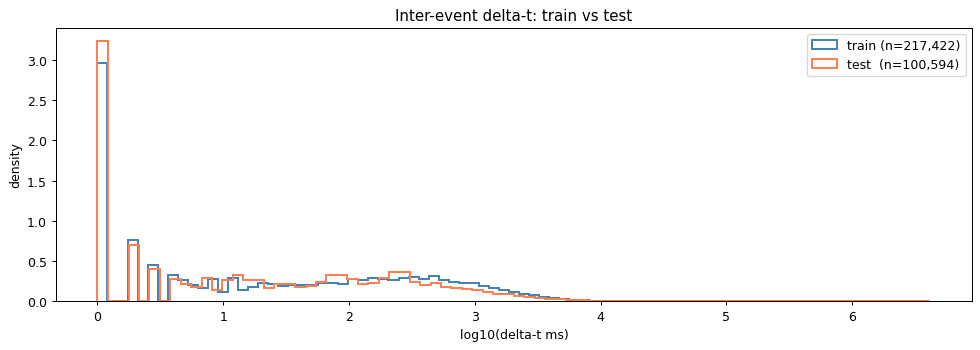 Inter-event delta-t: train vs test
train (n=217,422)
test (n=100,594)
density
3.0
2.5
2.0
1.5
1.0
0.5
0.0
0
1
2
3
4
5
6
log10(delta-t ms)